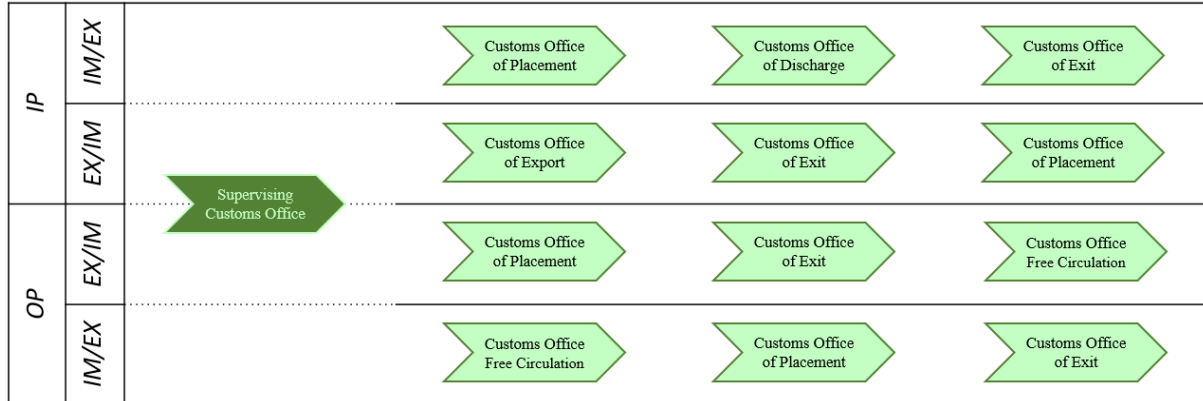 IP
IM/EX
Customs Office
of Placement
Customs Office
of Discharge
Customs Office
of Exit
EX/IM
Customs Office
of Export
Customs Office
of Exit
Customs Office
of Placement
Supervising
Customs Office
OP
EX/IM
Customs Office
of Placement
Customs Office
of Exit
Customs Office
Free Circulation
IM/EX
Customs Office
Free Circulation
Customs Office
of Placement
Customs Office
of Exit